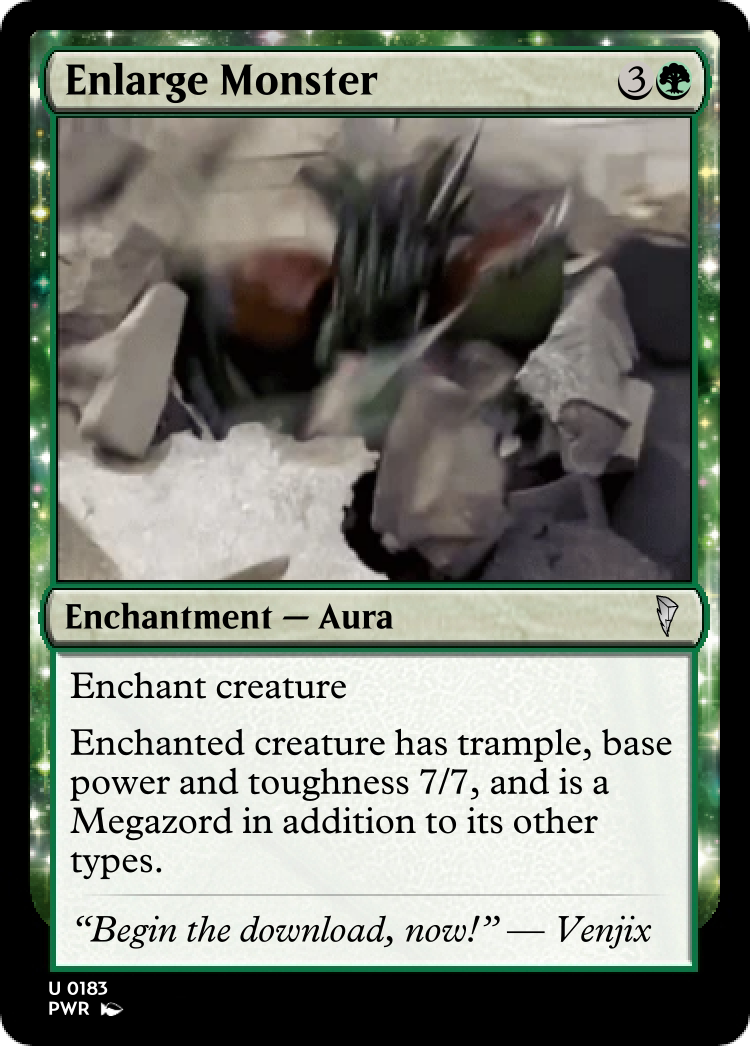 Enlarge Monster 3
Enchantment — Aura
Enchant creature
Enchanted creature has trample, base
power and toughness 7/7, and is a
Megazord in addition to its other
types.
“Begin the download, now!” — Venjix
U 0183
PWR